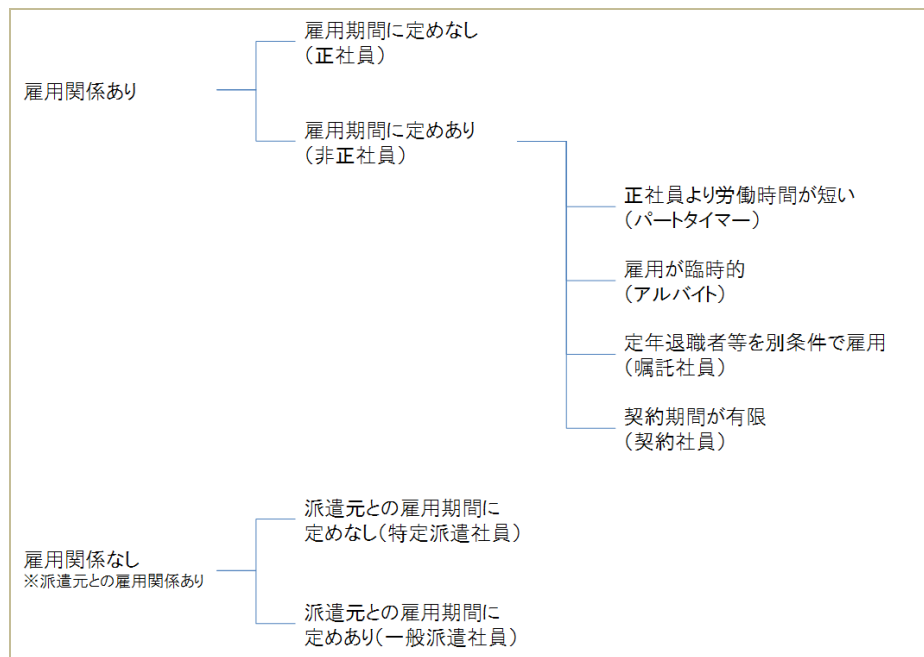 雇用期間に定めなし
（正社員）
雇用関係あり
雇用期間に定めあり
（非正社員）
正社員より労働時間が短い
（パートタイマー）
雇用が臨時的
（アルバイト）
定年退職者等を別条件で雇用
（嘱託社員）
契約期間が有限
（契約社員）
派遣元との雇用期間に
定めなし（特定派遣社員）
雇用関係なし
※派遣元との雇用関係あり
派遣元との雇用期間に
定めあり（一般派遣社員）